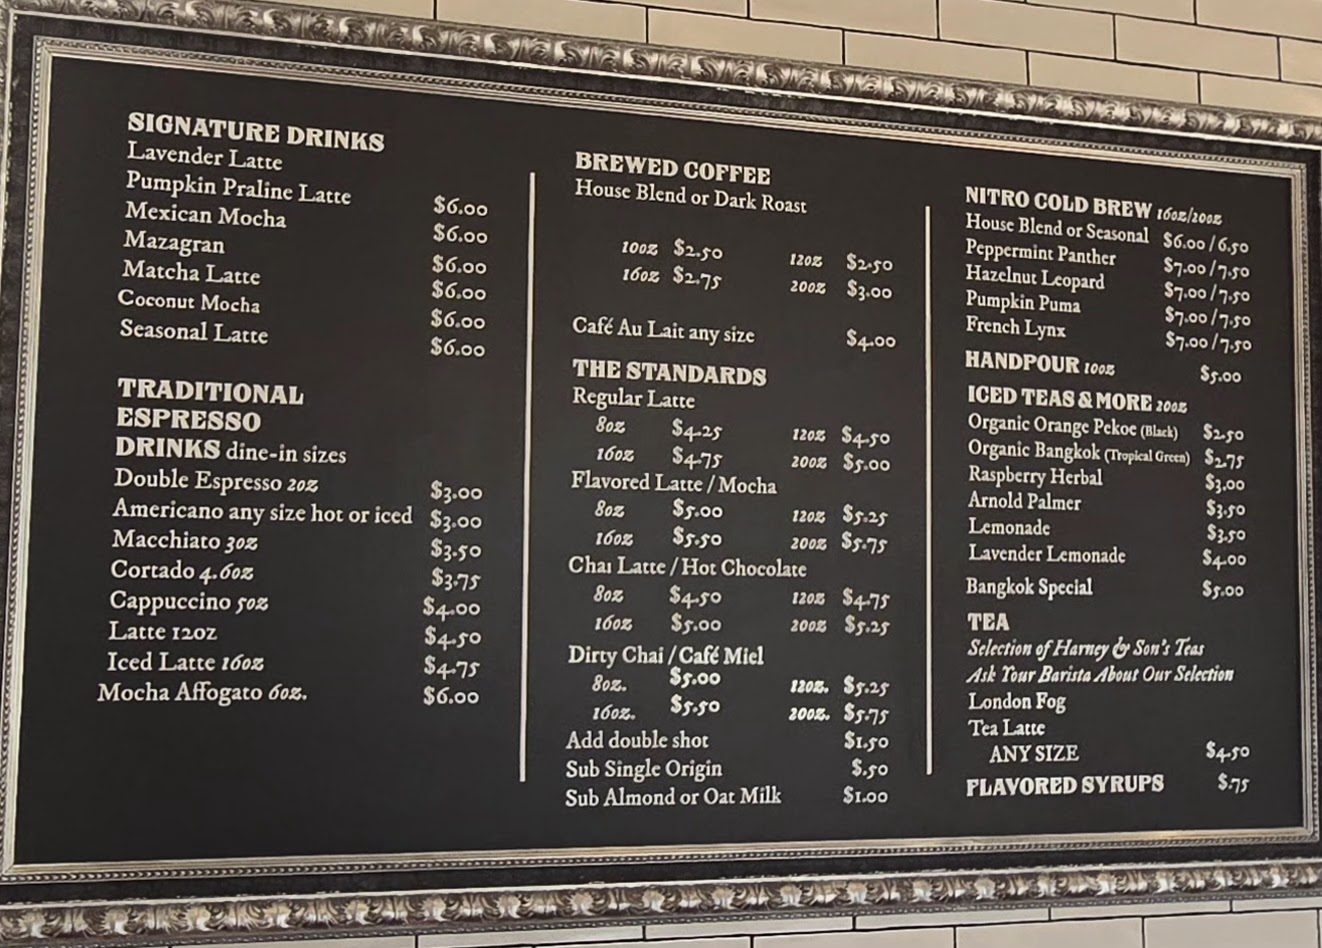 SIGNATURE DRINKS
Lavender Latte
Pumpkin Praline Latte $6.00
Mexican Mocha $6.00
Mazagran $6.00
Matcha Latte $6.00
Coconut Mocha $6.00
Seasonal Latte $6.00
TRADITIONAL
ESPRESSO
DRINKS dine-in sizes
Double Espresso 2oz $3.00
Americano any size hot or iced $3.00
Macchiato 3oz $3.50
Cortado 4.6oz $3.75
Cappuccino 5oz $4.00
Latte 12oz $4.50
Iced Latte 16oz $4.75
Mocha Affogato 6oz. $6.00
BREWED COFFEE
House Blend or Dark Roast
10oz $2.50 12oz $2.50
16oz $2.75 20oz $3.00
Café Au Lait any size $4.00
THE STANDARDS
Regular Latte
8oz $4.25 12oz $4.50
16oz $4.75 20oz $5.00
Flavored Latte / Mocha
8oz $5.00 12oz $5.25
16oz $5.50 20oz $5.75
Chai Latte / Hot Chocolate
8oz $4.50 12oz $4.75
16oz $5.00 20oz $5.25
Dirty Chai / Café Miel
8oz. $5.00 12oz. $5.25
16oz. $5.50 20oz. $5.75
Add double shot $1.50
Sub Single Origin $.50
Sub Almond or Oat Milk $1.00
NITRO COLD BREW 16oz/20oz
House Blend or Seasonal $6.00 / 6.50
Peppermint Panther $7.00 / 7.50
Hazelnut Leopard $7.00 / 7.50
Pumpkin Puma $7.00 / 7.50
French Lynx $7.00 / 7.50
HANDPOUR 10oz $5.00
ICED TEAS & MORE 20oz
Organic Orange Pekoe (Black) $2.50
Organic Bangkok (Tropical Green) $2.75
Raspberry Herbal $3.00
Arnold Palmer $3.50
Lemonade $3.50
Lavender Lemonade $4.00
Bangkok Special $5.00
TEA
Selection of Harney & Son's Teas
Ask Your Barista About Our Selection
London Fog
Tea Latte
ANY SIZE $4.50
FLAVORED SYRUPS $.75